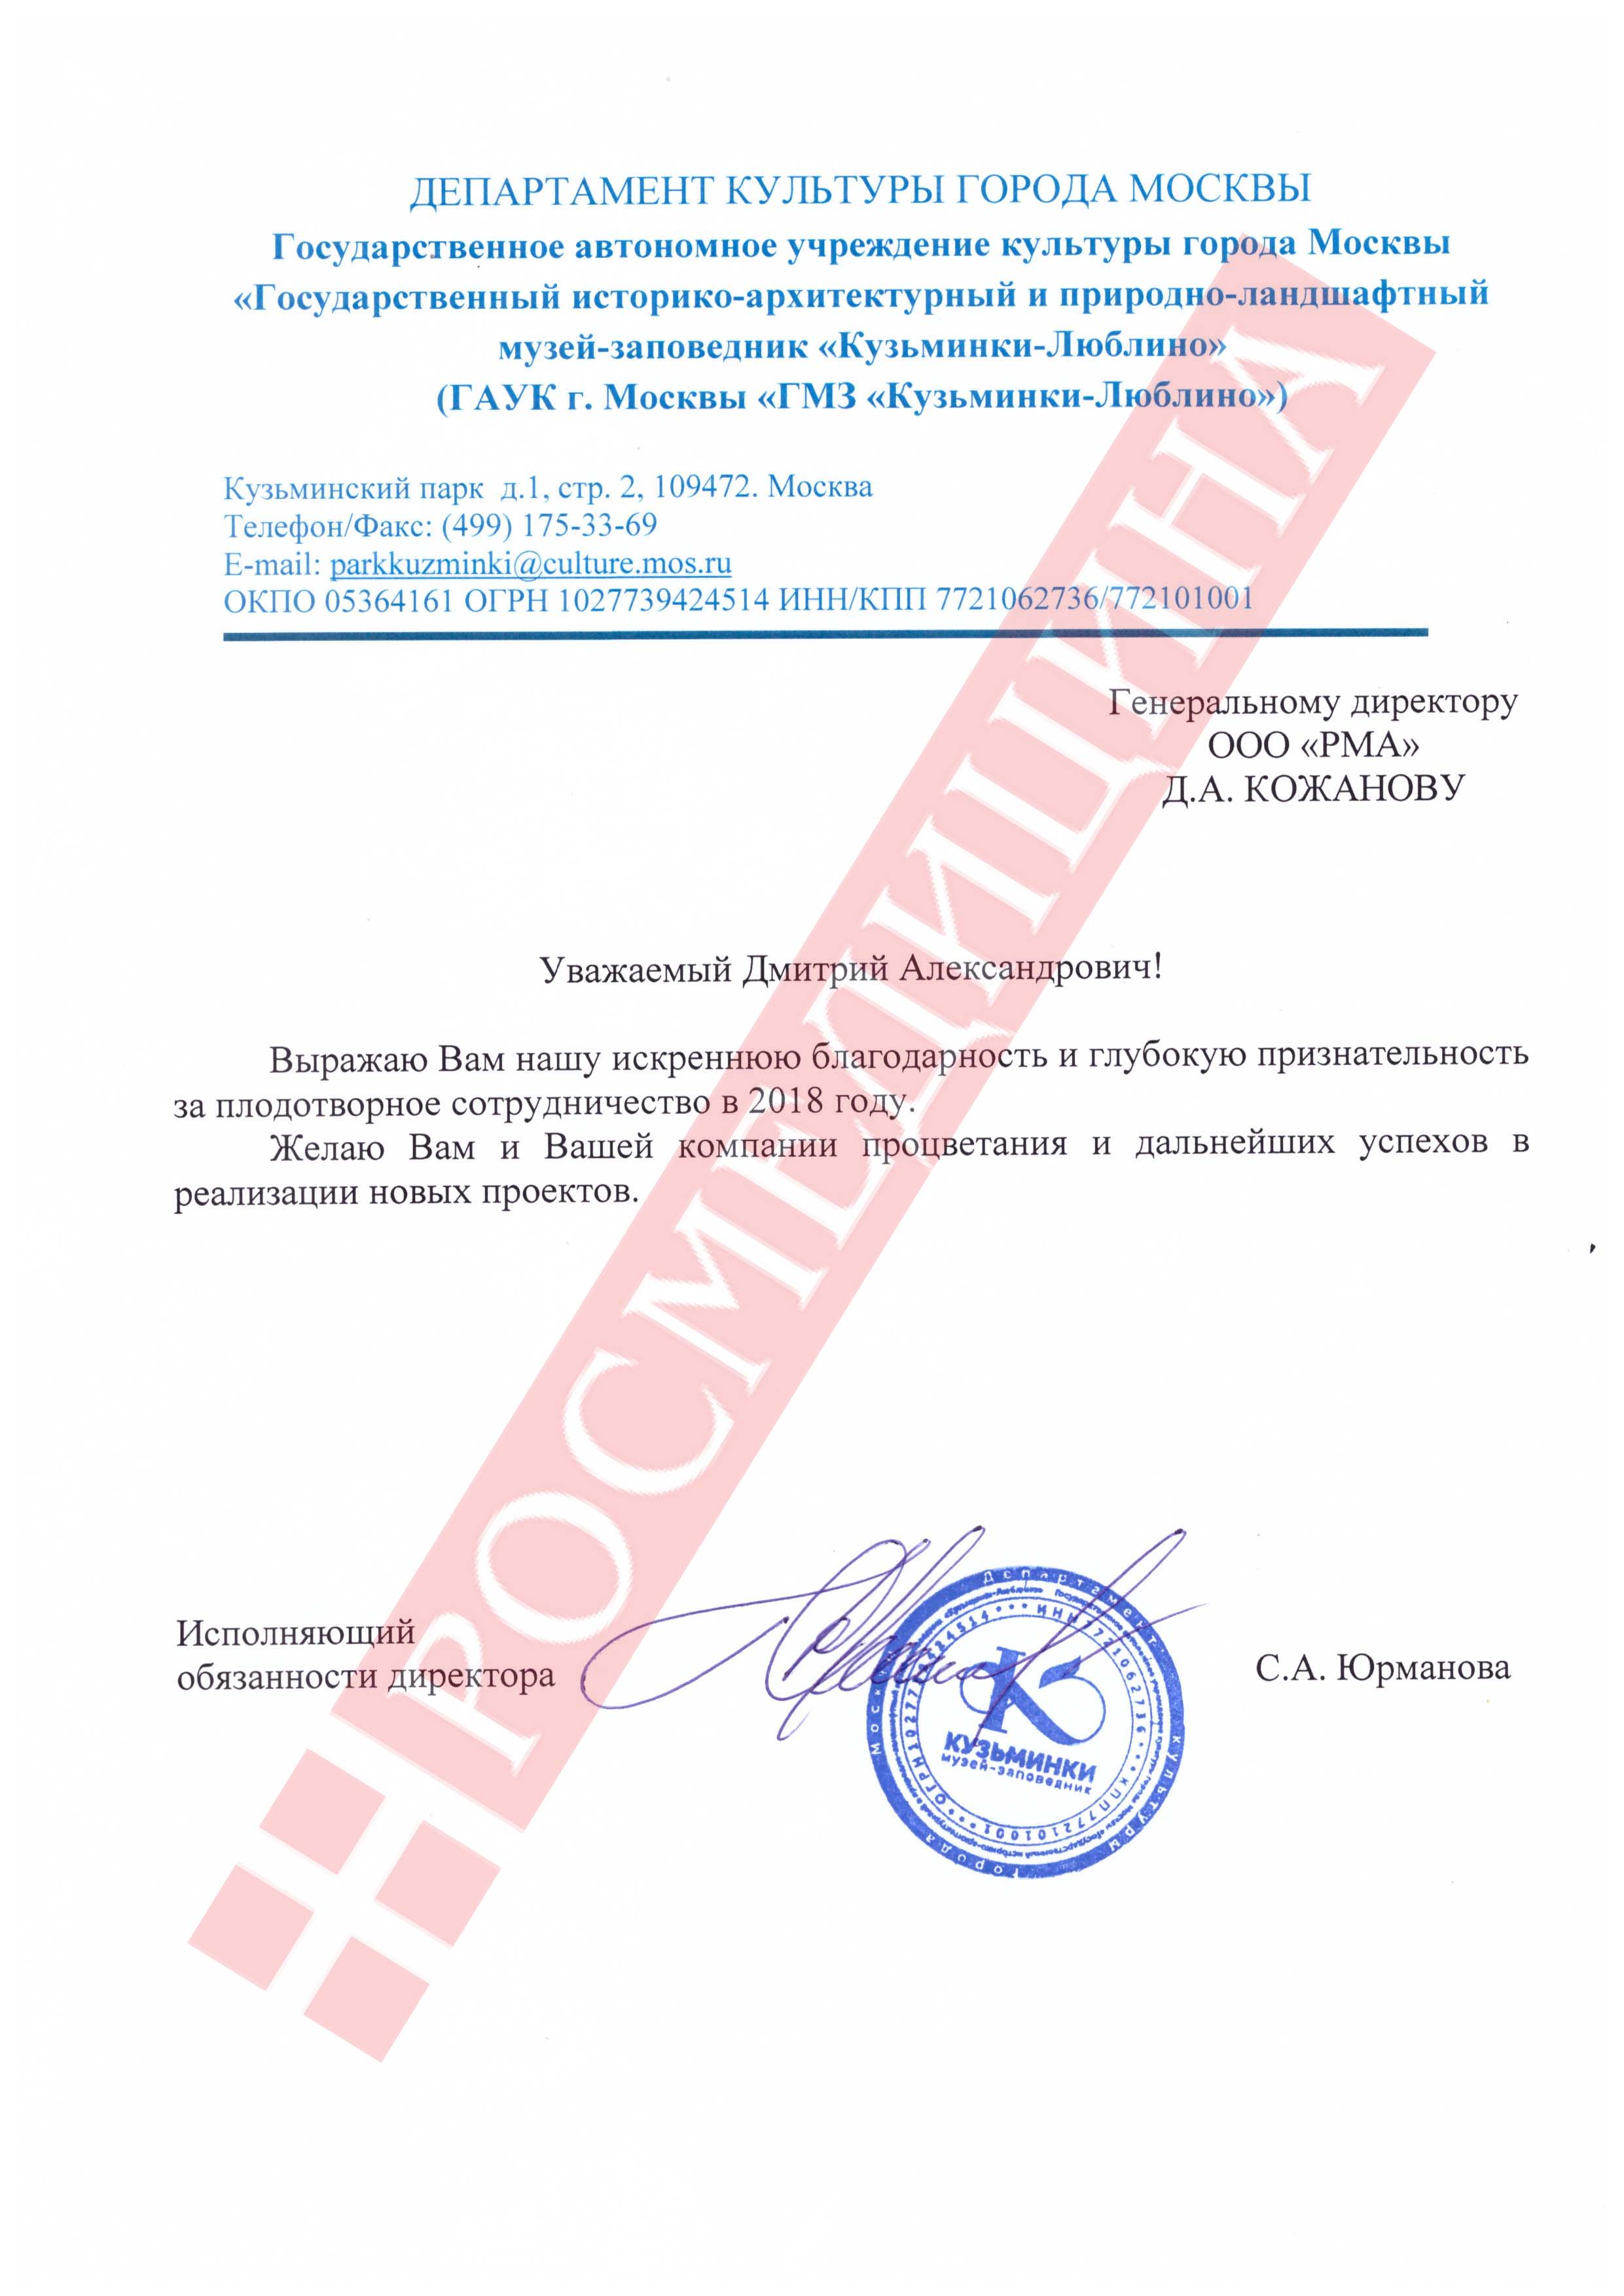 ДЕПАРТАМЕНТ КУЛЬТУРЫ ГОРОДА МОСКВЫ
Государственное автономное учреждение культуры города Москвы
«Государственный историко-архитектурный и природно-ландшафтный
музей-заповедник «Кузьминки-Люблино»
(ГАУК г. Москвы «ГМЗ «Кузьминки-Люблино»)
Кузьминский парк д.1, стр. 2, 109472. Москва
Телефон/Факс: (499) 175-33-69
E-mail: parkkuzminki@culture.mos.ru
ОКПО 05364161 ОГРН 1027739424514 ИНН/КПП 7721062736/772101001
Генеральному директору
ООО «РМА»
Д.А. КОЖАНОВУ
Уважаемый Дмитрий Александрович!
Выражаю Вам нашу искреннюю благодарность и глубокую признательность
за плодотворное сотрудничество в 2018 году.
Желаю Вам и Вашей компании процветания и дальнейших успехов в
реализации новых проектов.
Исполняющий
обязанности директора
С.А. Юрманова
РОСМЕДИЦИНА
Департамент культуры города Москвы
ОГРН 1027739424514 *** ИНН 7721062736 *** КПП 772101001 ***
КУЗЬМИНКИ
музей-заповедник